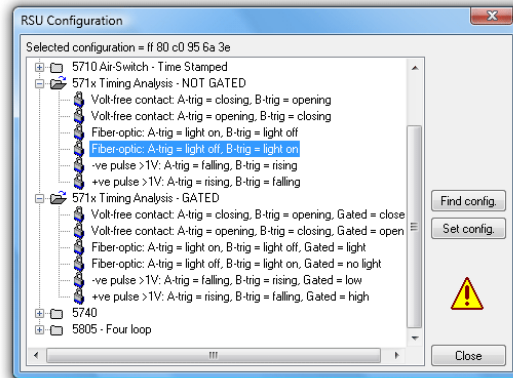 RSU Configuration
Selected configuration = ff 80 c0 95 6a 3e
5710 Air-Switch - Time Stamped
571x Timing Analysis - NOT GATED
Volt-free contact: A-trig = closing, B-trig = opening
Volt-free contact: A-trig = opening, B-trig = closing
Fiber-optic: A-trig = light on, B-trig = light off
Fiber-optic: A-trig = light off, B-trig = light on
-ve pulse >1V: A-trig = falling, B-trig = rising
+ve pulse >1V: A-trig = rising, B-trig = falling
571x Timing Analysis - GATED
Volt-free contact: A-trig = closing, B-trig = opening, Gated = close
Volt-free contact: A-trig = opening, B-trig = closing, Gated = open
Fiber-optic: A-trig = light on, B-trig = light off, Gated = light
Fiber-optic: A-trig = light off, B-trig = light on, Gated = no light
-ve pulse >1V: A-trig = falling, B-trig = rising, Gated = low
+ve pulse >1V: A-trig = rising, B-trig = falling, Gated = high
5740
5805 - Four loop
Find config.
Set config.
Close